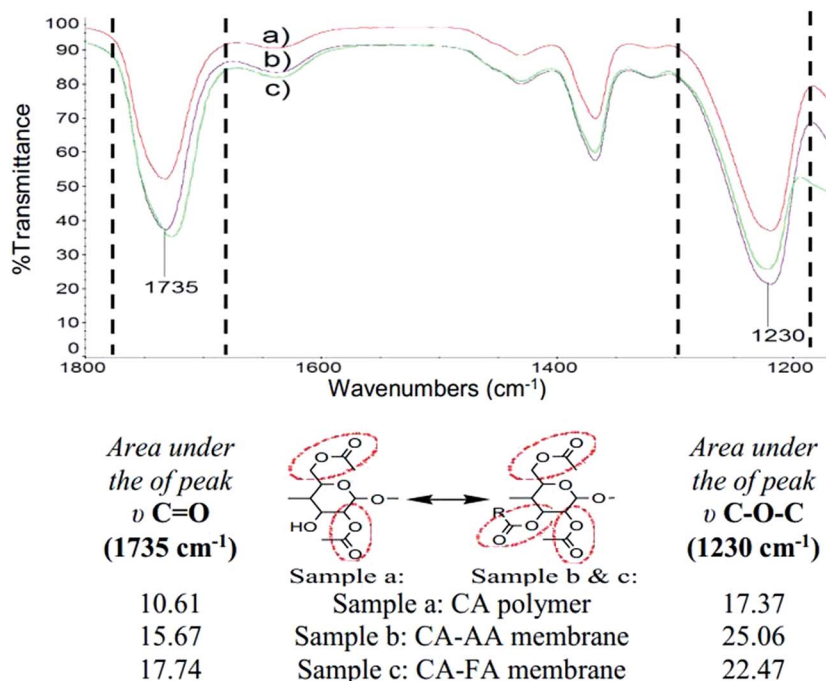 100
90
80
70
60
50
40
30
20
10
0
%Transmittance
a)
b)
c)
1735
1230
1800 1600 1400 1200
Wavenumbers (cm⁻¹)
Area under
the of peak
υ C=O
(1735 cm⁻¹)
Area under
the of peak
υ C-O-C
(1230 cm⁻¹)
O
O
O
O
HO
O
O
O
O
O
O
R
O
O
O
O
Sample a: Sample b & c:
10.61 Sample a: CA polymer 17.37
15.67 Sample b: CA-AA membrane 25.06
17.74 Sample c: CA-FA membrane 22.47